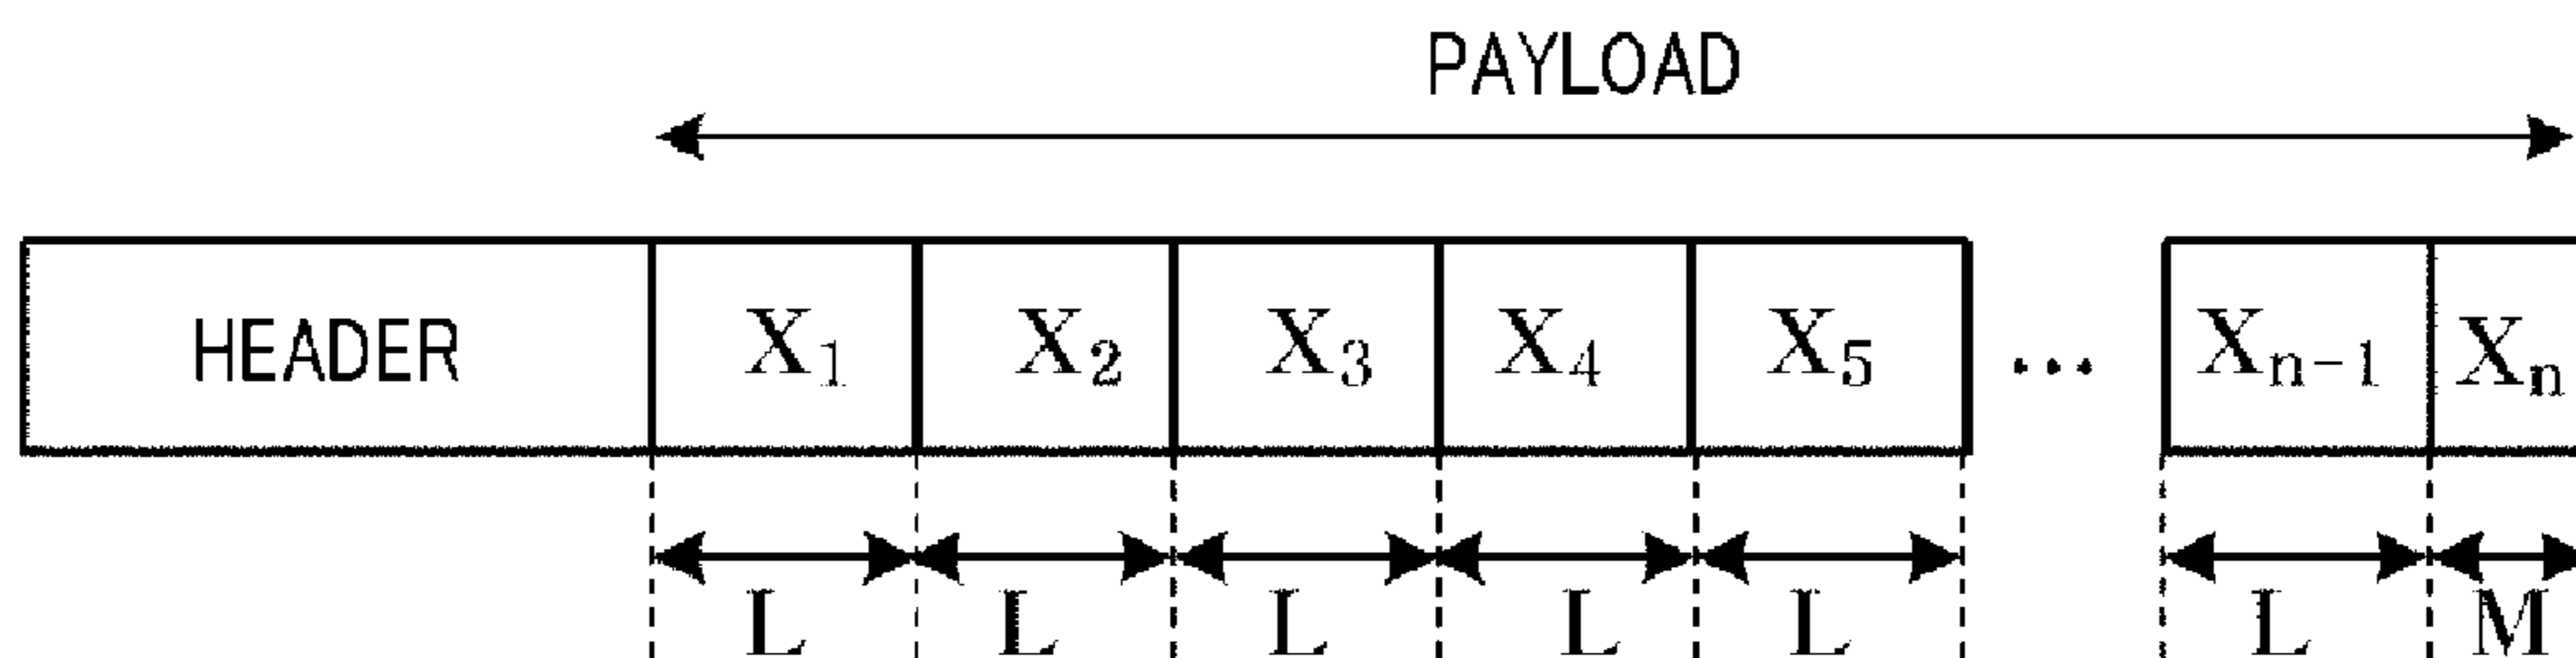 PAYLOAD
HEADER X₁ X₂ X₃ X₄ X₅ ... Xₙ₋₁ Xₙ
L L L L L L M